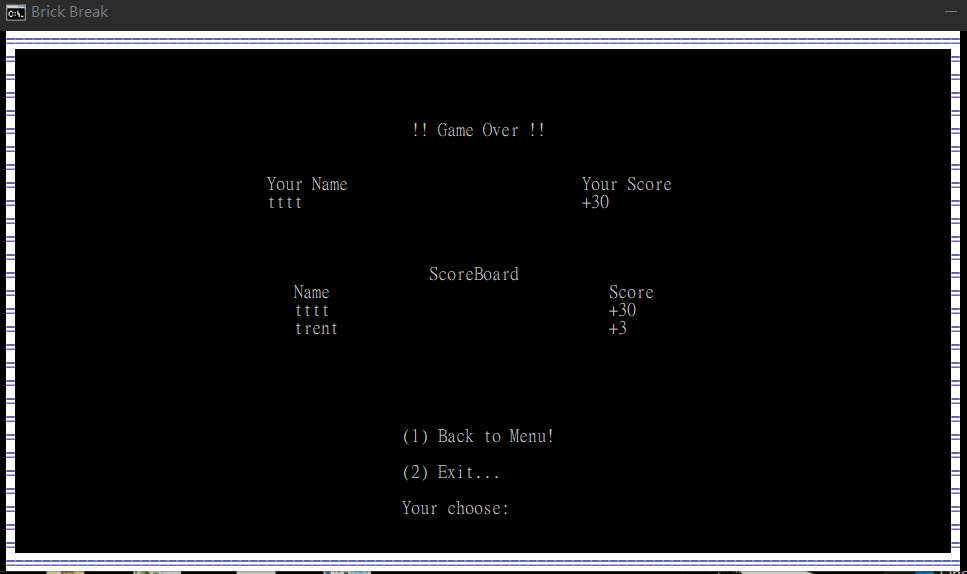 Brick Break
!! Game Over !!
Your Name Your Score
tttt +30
ScoreBoard
Name Score
tttt +30
trent +3
(1) Back to Menu!
(2) Exit...
Your choose: